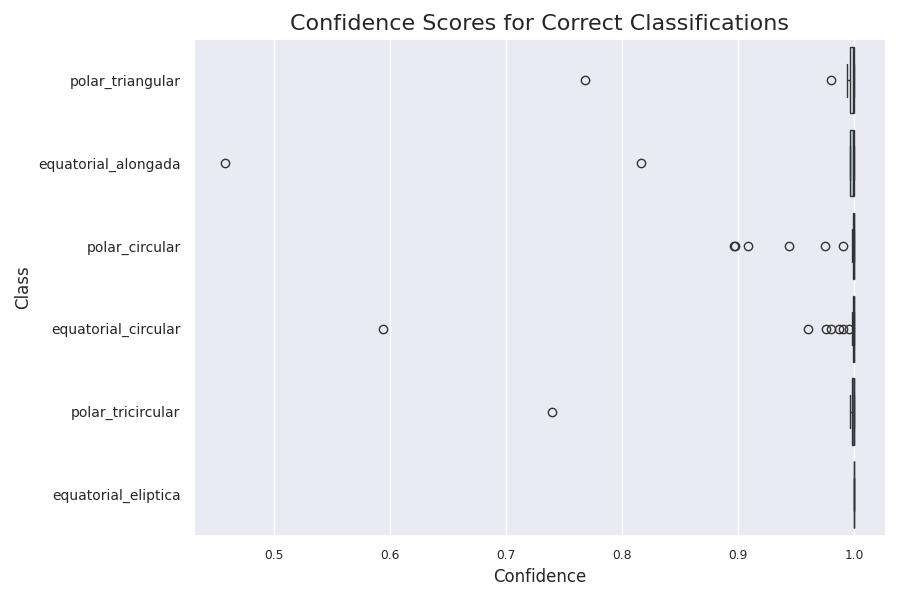 Confidence Scores for Correct Classifications
polar_triangular
equatorial_alongada
polar_circular
equatorial_circular
polar_tricircular
equatorial_eliptica
Class
0.5 0.6 0.7 0.8 0.9 1.0
Confidence